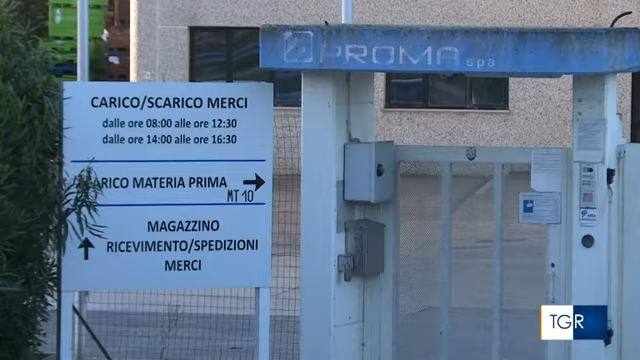 PROMA spa
CARICO/SCARICO MERCI
dalle ore 08:00 alle ore 12:30
dalle ore 14:00 alle ore 16:30
ARICO MATERIA PRIMA
MT 10
MAGAZZINO
RICEVIMENTO/SPEDIZIONI
MERCI
TGR